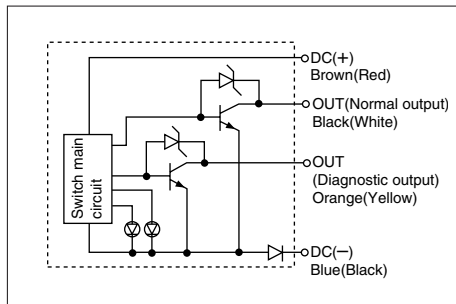 DC(+)
Brown(Red)
OUT(Normal output)
Black(White)
OUT
(Diagnostic output)
Orange(Yellow)
DC(−)
Blue(Black)
Switch main
circuit